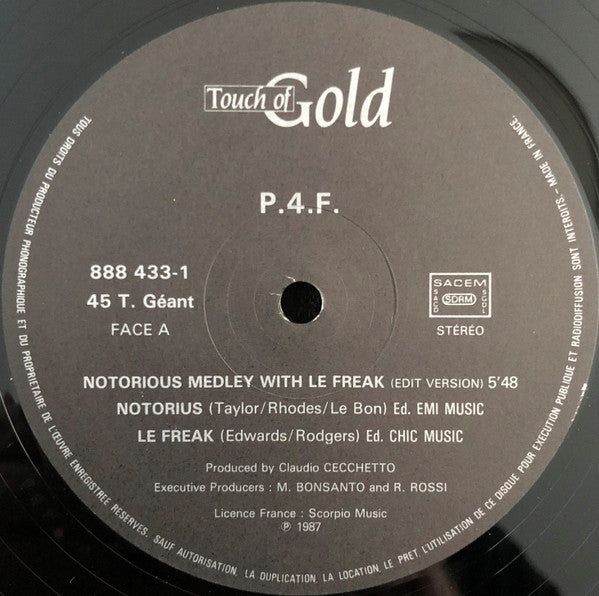 Touch of Gold
P.4.F.
888 433-1
45 T. Géant
FACE A
SACEM
SACD SDRM SGDL
STÉRÉO
NOTORIOUS MEDLEY WITH LE FREAK (EDIT VERSION) 5'48
NOTORIUS (Taylor/Rhodes/Le Bon) Ed. EMI MUSIC
LE FREAK (Edwards/Rodgers) Ed. CHIC MUSIC
Produced by Claudio CECCHETTO
Executive Producers : M. BONSANTO and R. ROSSI
Licence France : Scorpio Music
℗ 1987
TOUS DROITS DU PRODUCTEUR PHONOGRAPHIQUE ET DU PROPRIETAIRE DE L'ŒUVRE ENREGISTREE RESERVES. SAUF AUTORISATION, LA DUPLICATION, LA LOCATION, LE PRET, L'UTILISATION DE CE DISQUE POUR EXECUTION PUBLIQUE ET RADIODIFFUSION SONT INTERDITS. - MADE IN FRANCE.